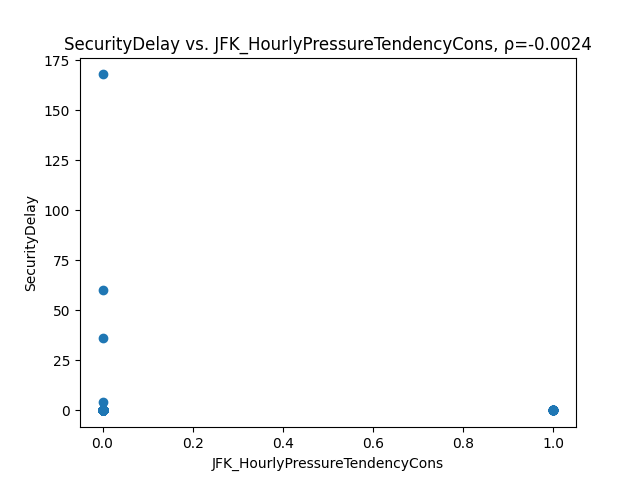 SecurityDelay vs. JFK_HourlyPressureTendencyCons, ρ=-0.0024
175
150
125
100
75
50
25
0
SecurityDelay
0.0 0.2 0.4 0.6 0.8 1.0
JFK_HourlyPressureTendencyCons